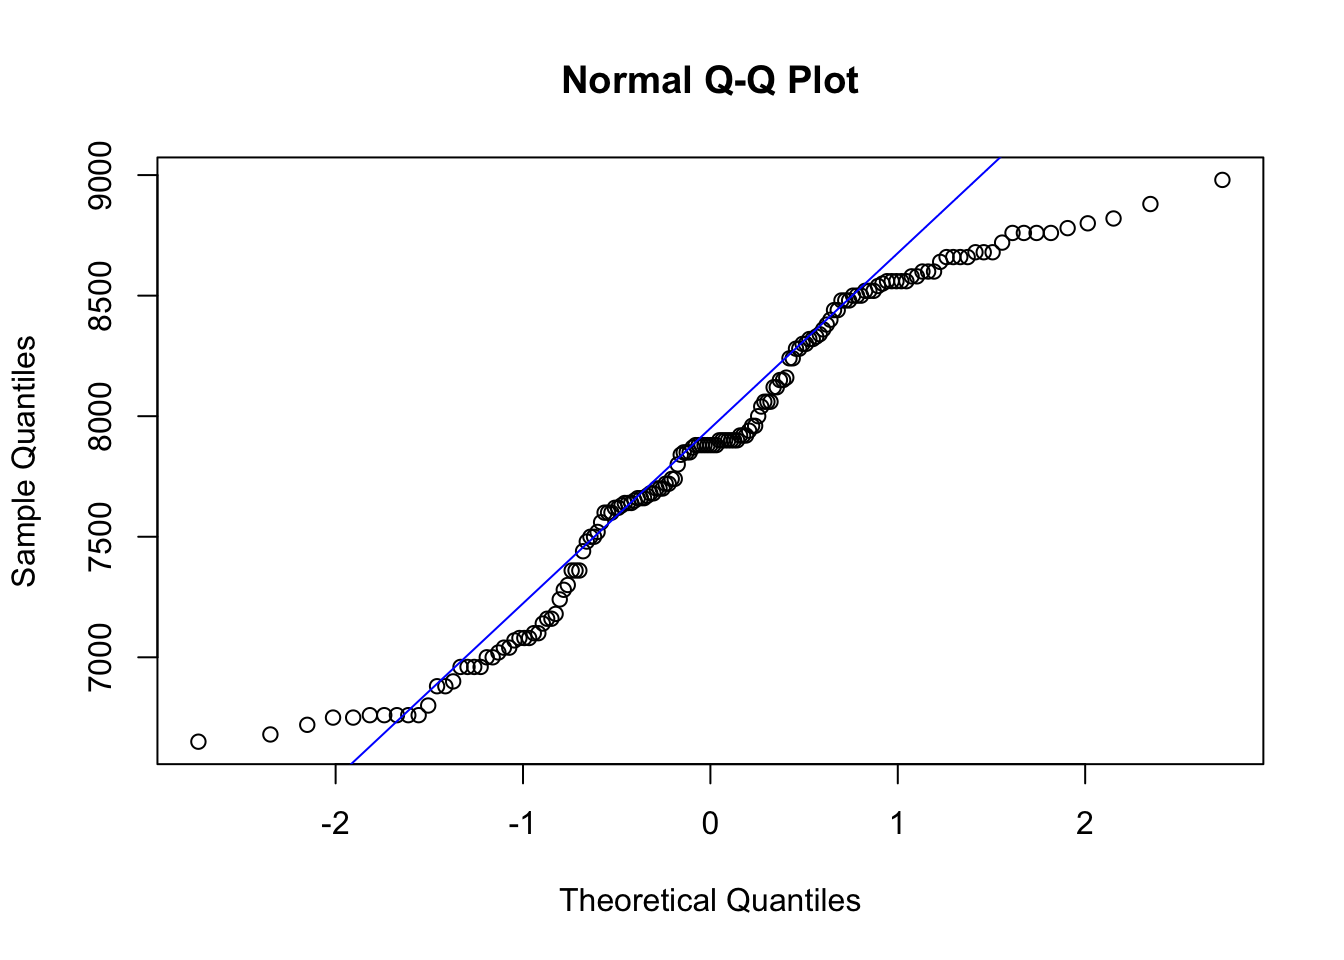 Normal Q-Q Plot
Sample Quantiles
9000
8500
8000
7500
7000
-2 -1 0 1 2
Theoretical Quantiles